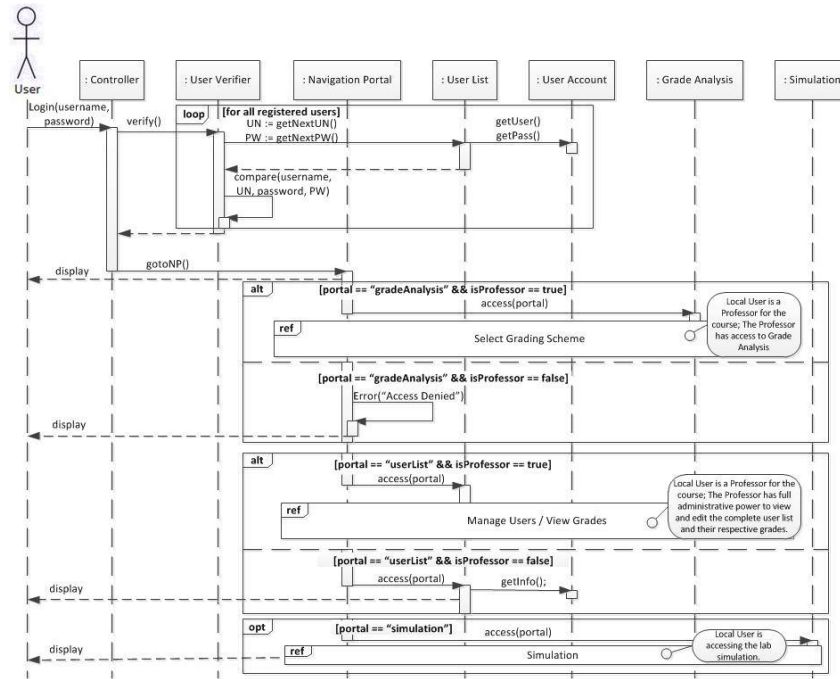 User
: Controller
: User Verifier
: Navigation Portal
: User List
: User Account
: Grade Analysis
: Simulation
Login(username,
password)
verify()
loop
[for all registered users]
UN := getNextUN()
PW := getNextPW()
getUser()
getPass()
compare(username,
UN, password, PW)
gotoNP()
display
alt
[portal == “gradeAnalysis” && isProfessor == true]
access(portal)
Local User is a
Professor for the
course; The Professor
has access to Grade
Analysis
ref
Select Grading Scheme
[portal == “gradeAnalysis” && isProfessor == false]
Error(“Access Denied”)
display
alt
[portal == “userList” && isProfessor == true]
access(portal)
Local User is a Professor for the
course; The Professor has full
administrative power to view
and edit the complete user list
and their respective grades.
ref
Manage Users / View Grades
[portal == “userList” && isProfessor == false]
access(portal)
getInfo();
display
opt
[portal == “simulation”]
access(portal)
Local User is
accessing the lab
simulation.
display
ref
Simulation